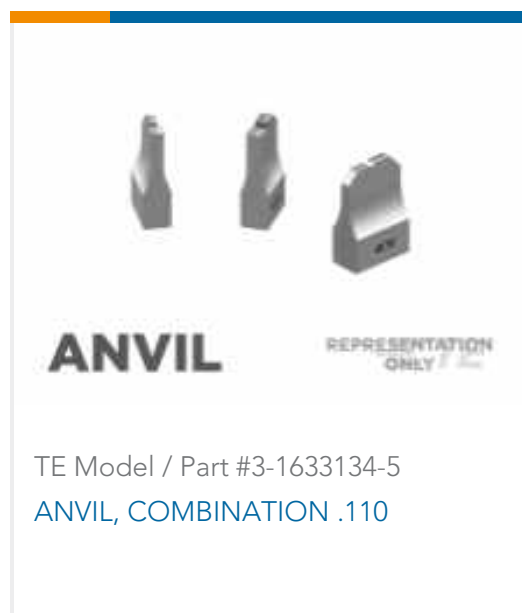 ANVIL
REPRESENTATION
ONLY
TE Model / Part #3-1633134-5
ANVIL, COMBINATION .110